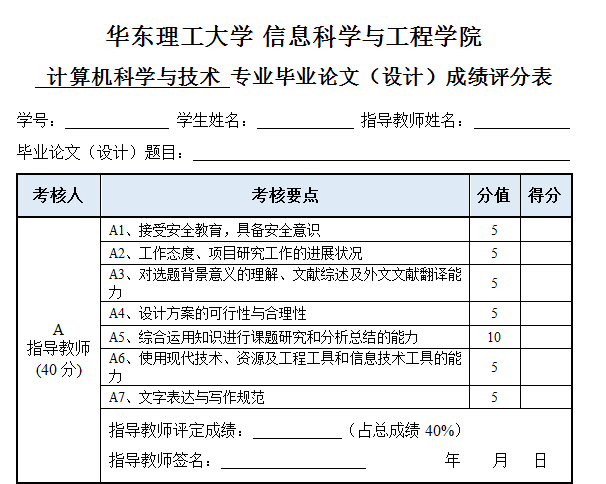 华东理工大学 信息科学与工程学院
计算机科学与技术 专业毕业论文（设计）成绩评分表
学号：____________ 学生姓名：____________ 指导教师姓名：____________
毕业论文（设计）题目：________________________________________
考核人 考核要点 分值 得分
A1、接受安全教育，具备安全意识 5
A2、工作态度、项目研究工作的进展状况 5
A3、对选题背景意义的理解、文献综述及外文文献翻译能
力 5
A4、设计方案的可行性与合理性 5
A
指导教师
(40 分)
A5、综合运用知识进行课题研究和分析总结的能力 10
A6、使用现代技术、资源及工程工具和信息技术工具的能
力 5
A7、文字表达与写作规范 5
指导教师评定成绩：___________（占总成绩 40%）
指导教师签名：__________________ 年 月 日